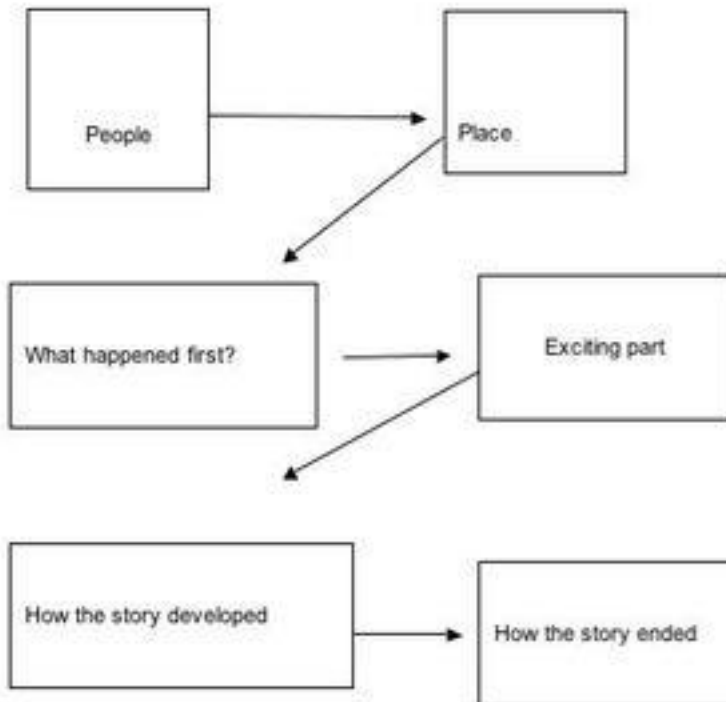 People
Place
What happened first?
Exciting part
How the story developed
How the story ended